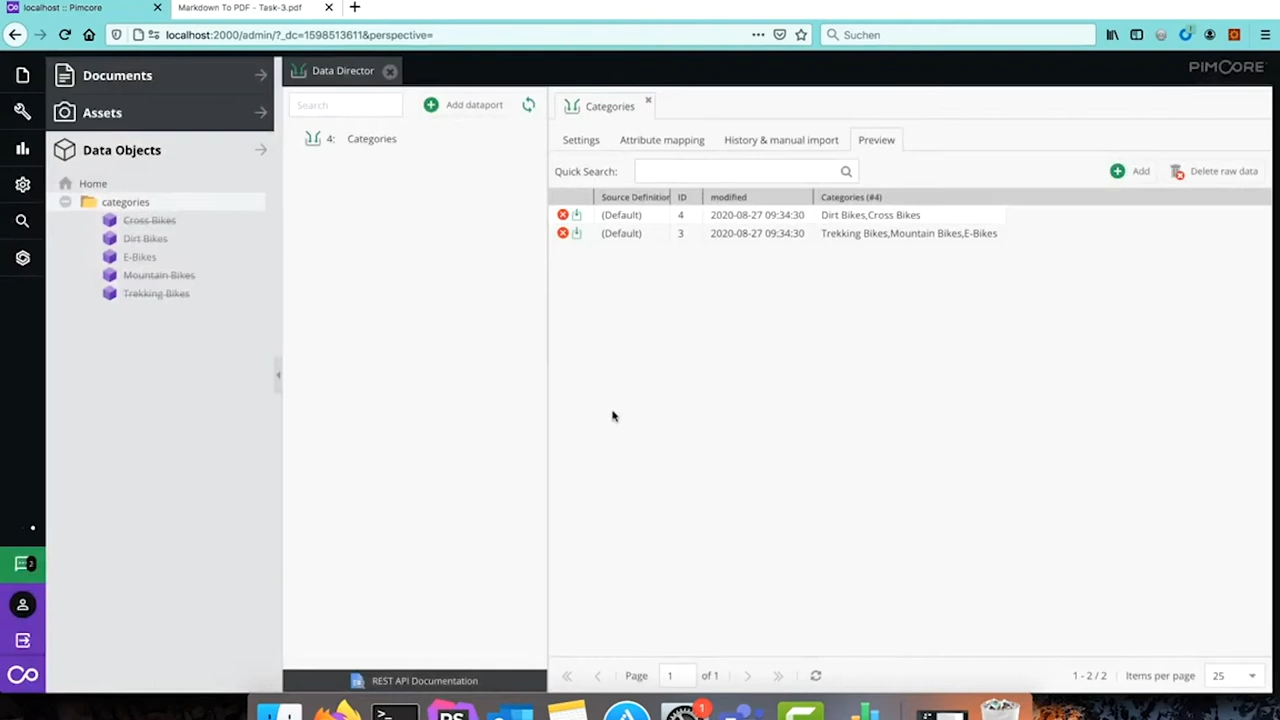 localhost :: Pimcore
Markdown To PDF - Task-3.pdf
localhost:2000/admin/?_dc=1598513611&perspective=
Suchen
Documents
Assets
Data Objects
Home
categories
Cross Bikes
Dirt Bikes
E-Bikes
Mountain Bikes
Trekking Bikes
2
Data Director
Search
Add dataport
4: Categories
REST API Documentation
PIMCORE
Categories
Settings
Attribute mapping
History & manual import
Preview
Quick Search:
Add
Delete raw data
Source Definition
ID
modified
Categories (#4)
(Default) 4 2020-08-27 09:34:30 Dirt Bikes,Cross Bikes
(Default) 3 2020-08-27 09:34:30 Trekking Bikes,Mountain Bikes,E-Bikes
Page 1 of 1
1 - 2 / 2
Items per page 25
PS
1